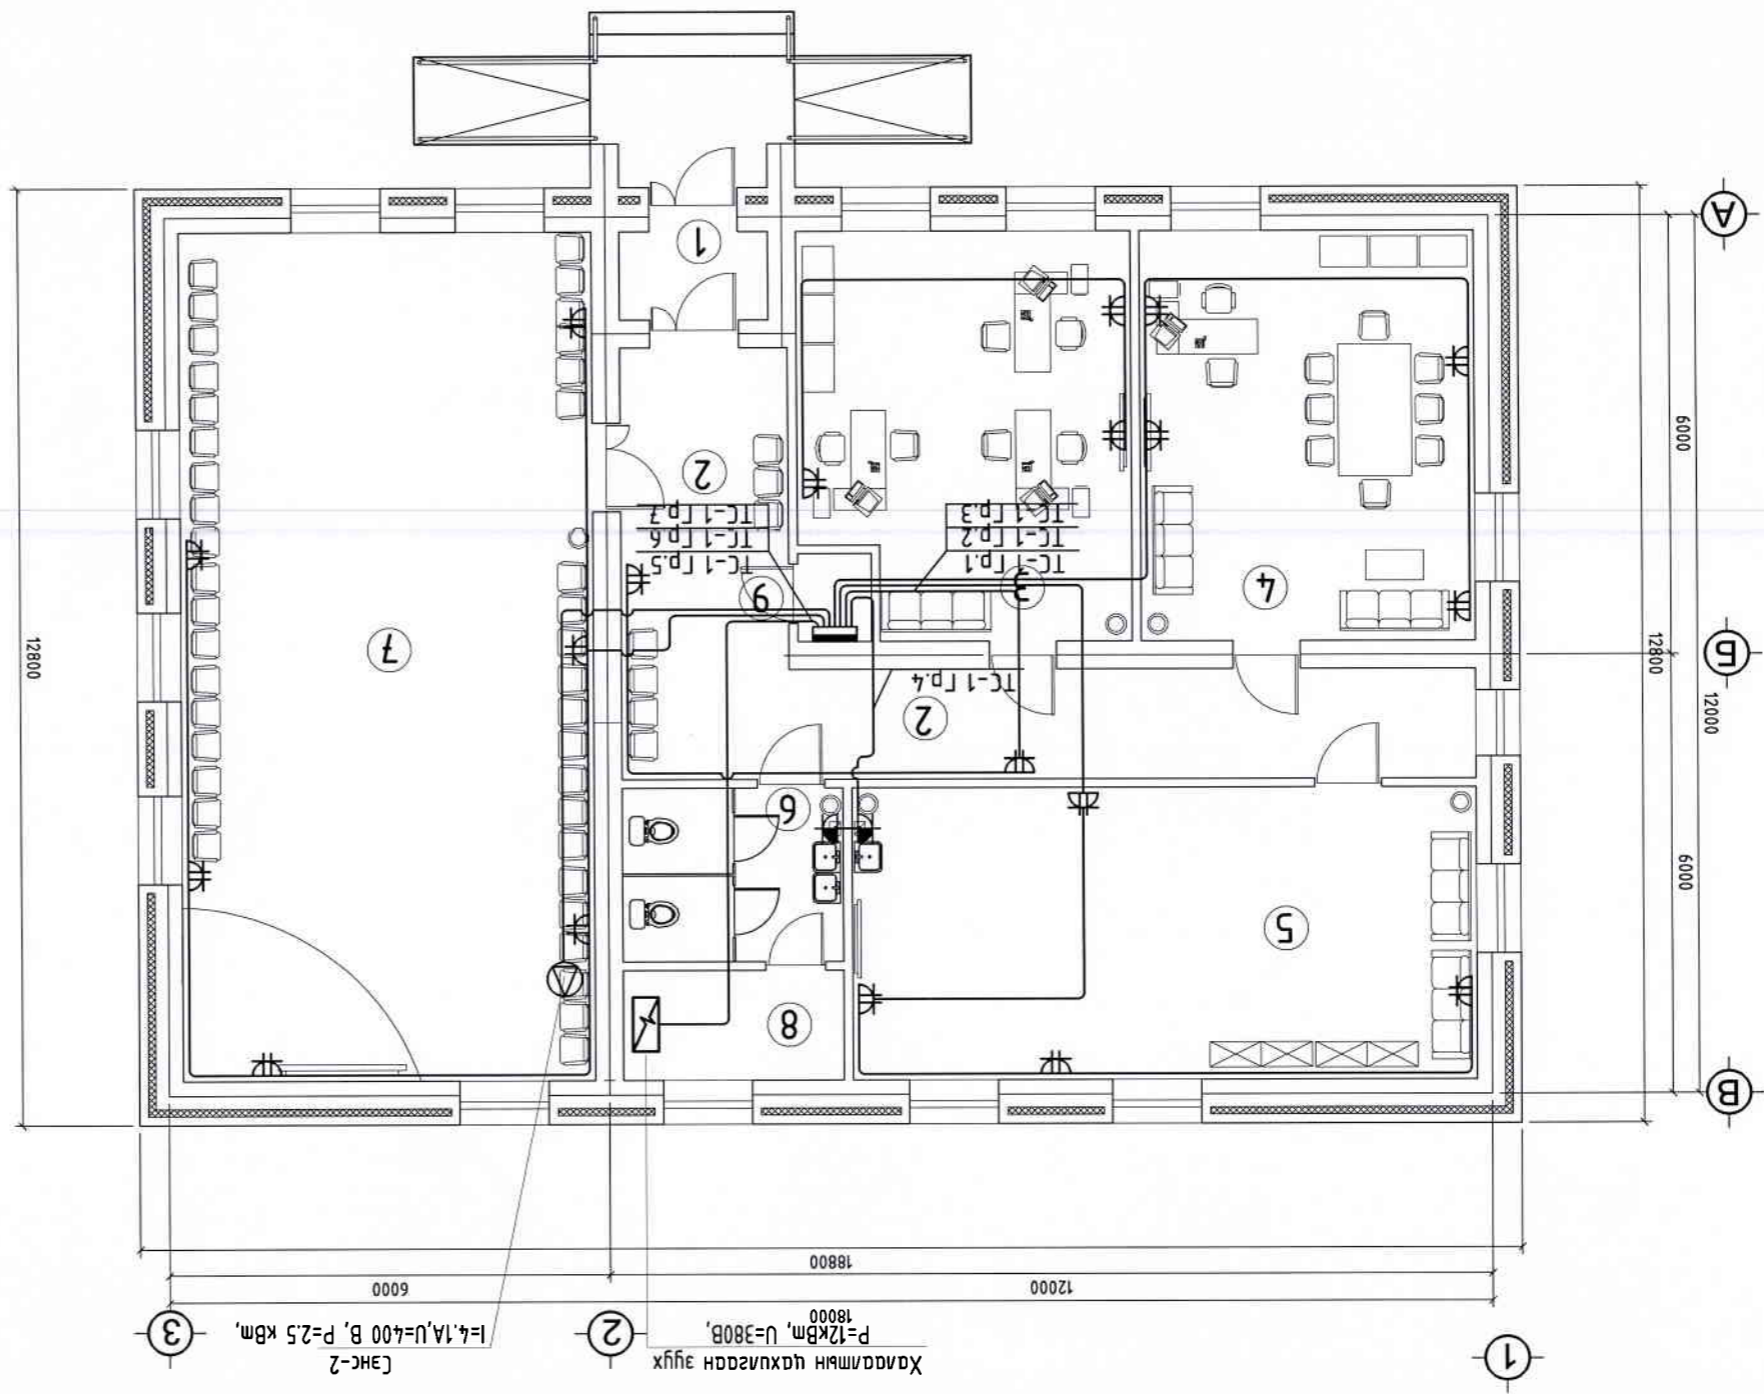 1
Халаалтын цахилгаан зуух
P=12кВт, U= 380В,
18000
2
Сэнс-2
I=4.1A,U=400 В, P=2.5 кВт,
3
12000
6000
18800
В
8
5
6000
6
2
ТС-1 Гр.4
12000
Б
12800
7
12800
4
3
9
ТС-1 Гр.1
ТС-1 Гр.2
ТС-1 Гр.3
ТС-1 Гр.5
ТС-1 Гр.6
ТС-1 Гр.7
2
6000
1
А